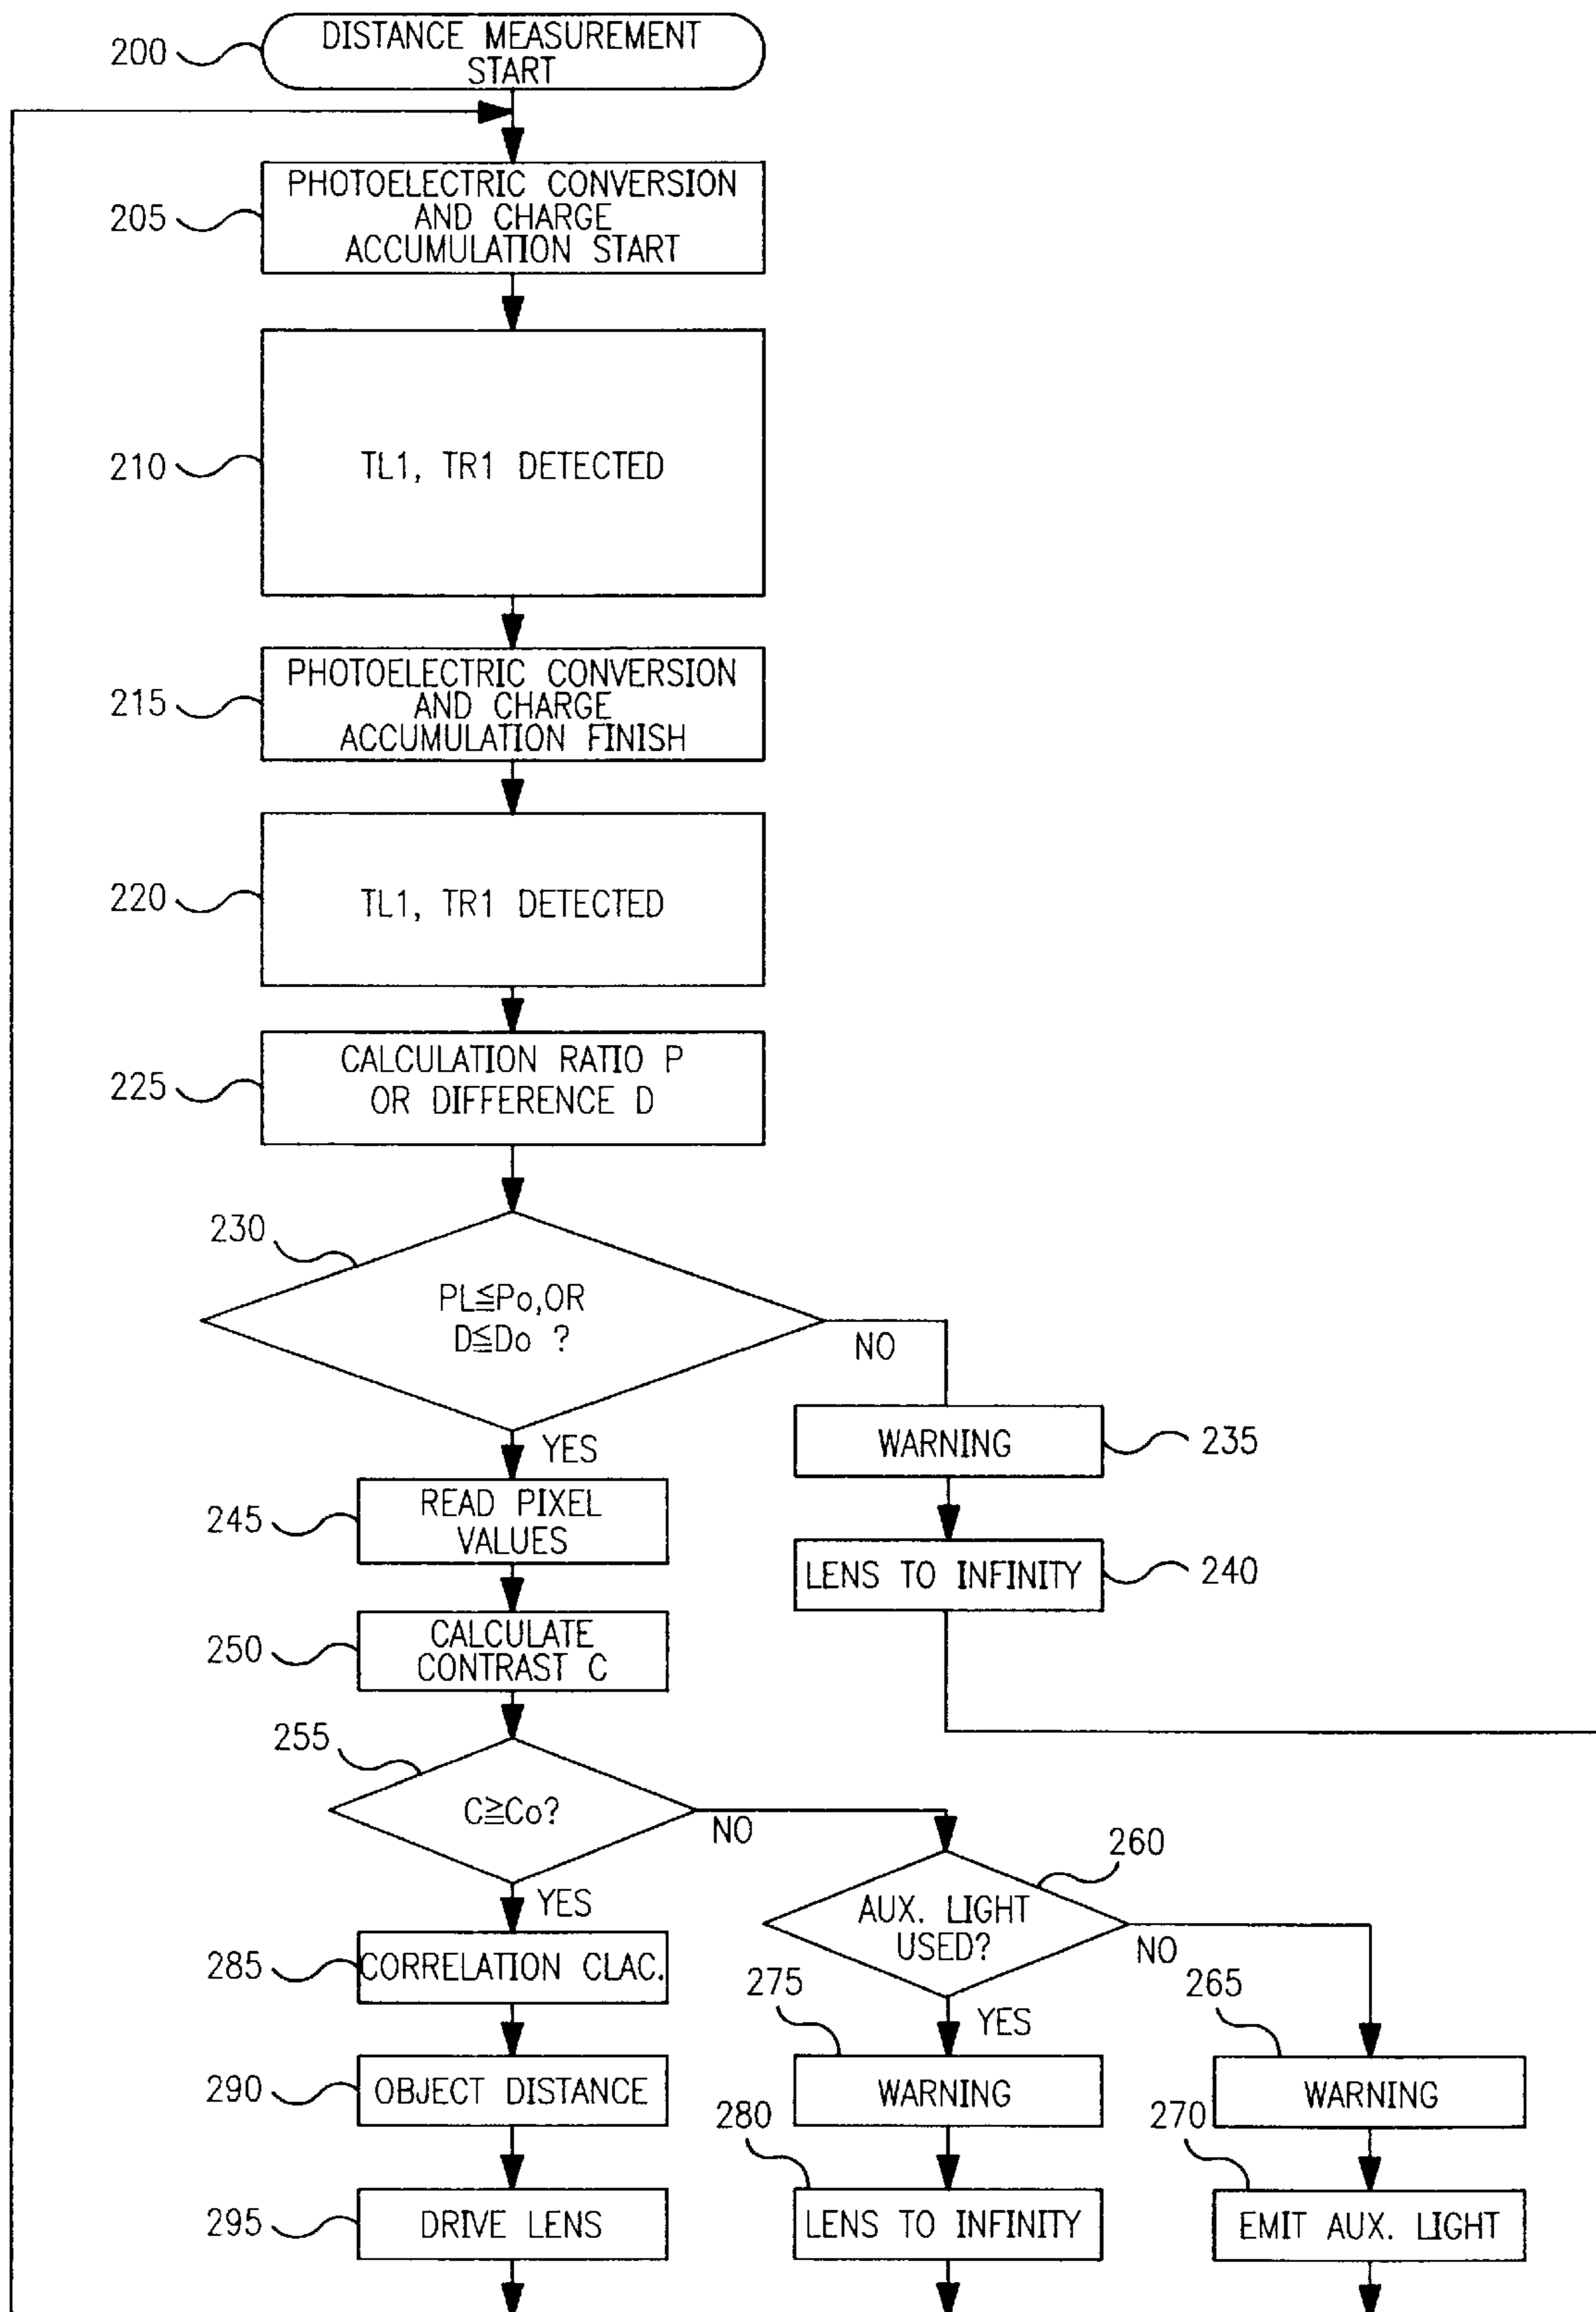 200
DISTANCE MEASUREMENT
START
205
PHOTOELECTRIC CONVERSION
AND CHARGE
ACCUMULATION START
210
TL1, TR1 DETECTED
215
PHOTOELECTRIC CONVERSION
AND CHARGE
ACCUMULATION FINISH
220
TL1, TR1 DETECTED
225
CALCULATION RATIO P
OR DIFFERENCE D
230
PL≦Po,OR
D≦Do ?
NO
YES
WARNING
235
245
READ PIXEL
VALUES
LENS TO INFINITY
240
250
CALCULATE
CONTRAST C
255
C≧Co?
NO
YES
260
AUX. LIGHT
USED?
NO
YES
285
CORRELATION CLAC.
275
WARNING
265
WARNING
290
OBJECT DISTANCE
280
LENS TO INFINITY
270
EMIT AUX. LIGHT
295
DRIVE LENS